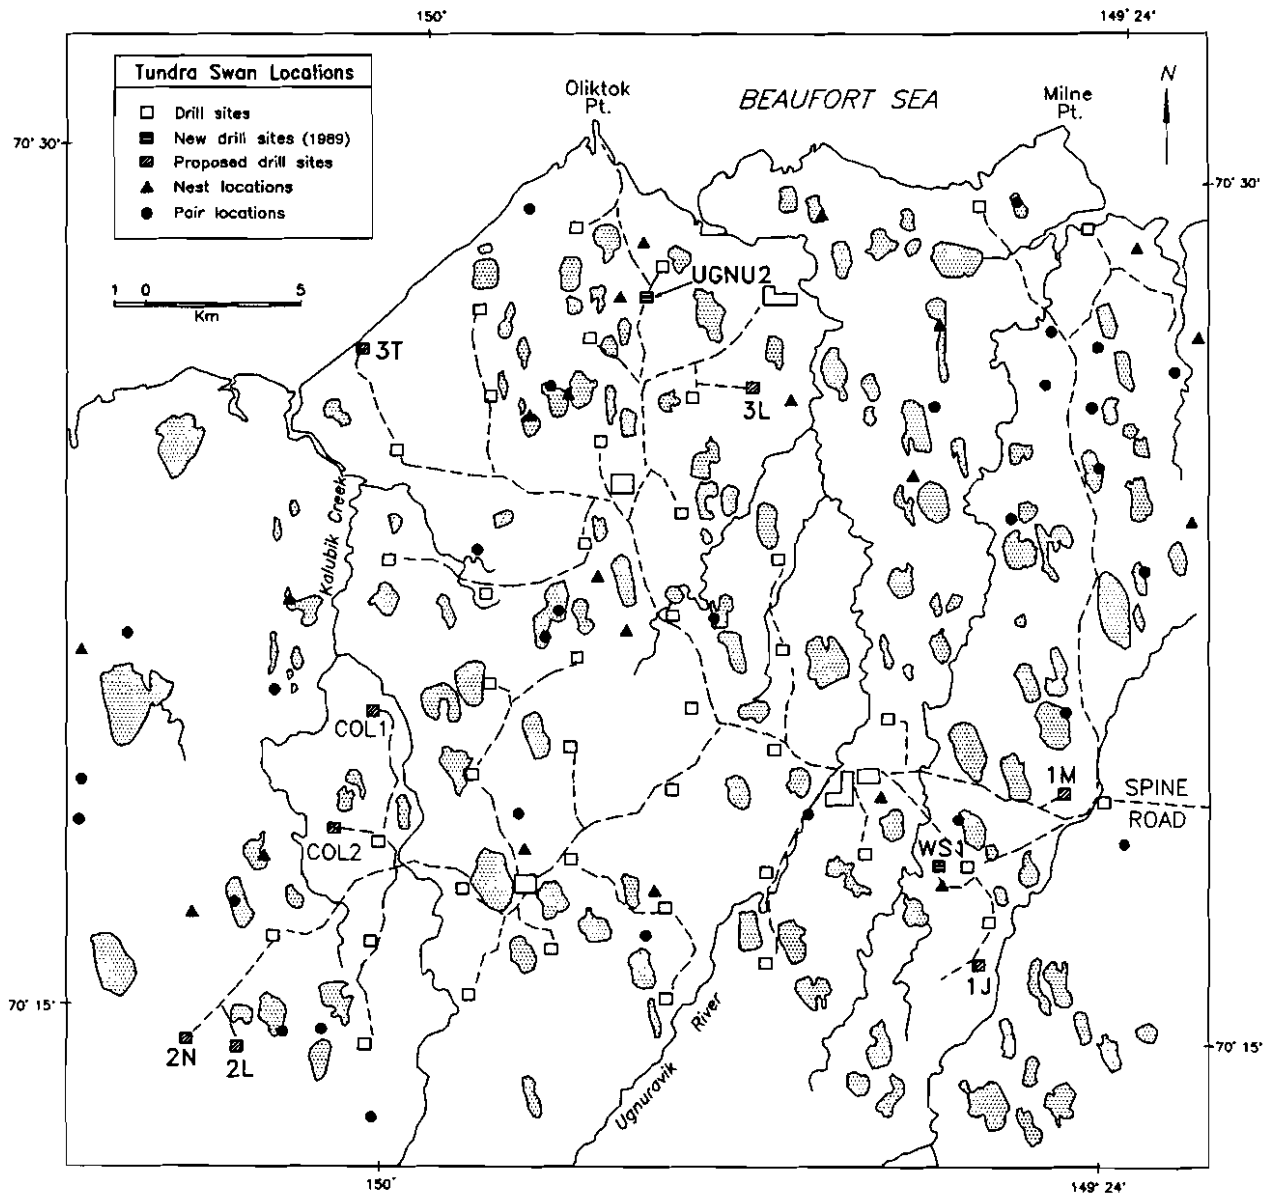 150°
149° 24'
Tundra Swan Locations
Drill sites
New drill sites (1989)
Proposed drill sites
Nest locations
Pair locations
1 0 5
Km
Oliktok
Pt.
BEAUFORT SEA
Milne
Pt.
N
70° 30'
70° 30'
UGNU2
3T
3L
Kalubik Creek
COL1
COL2
1M
SPINE
ROAD
WS1
1J
70° 15'
2N
2L
Ugnuravik River
70° 15'
150°
149° 24'